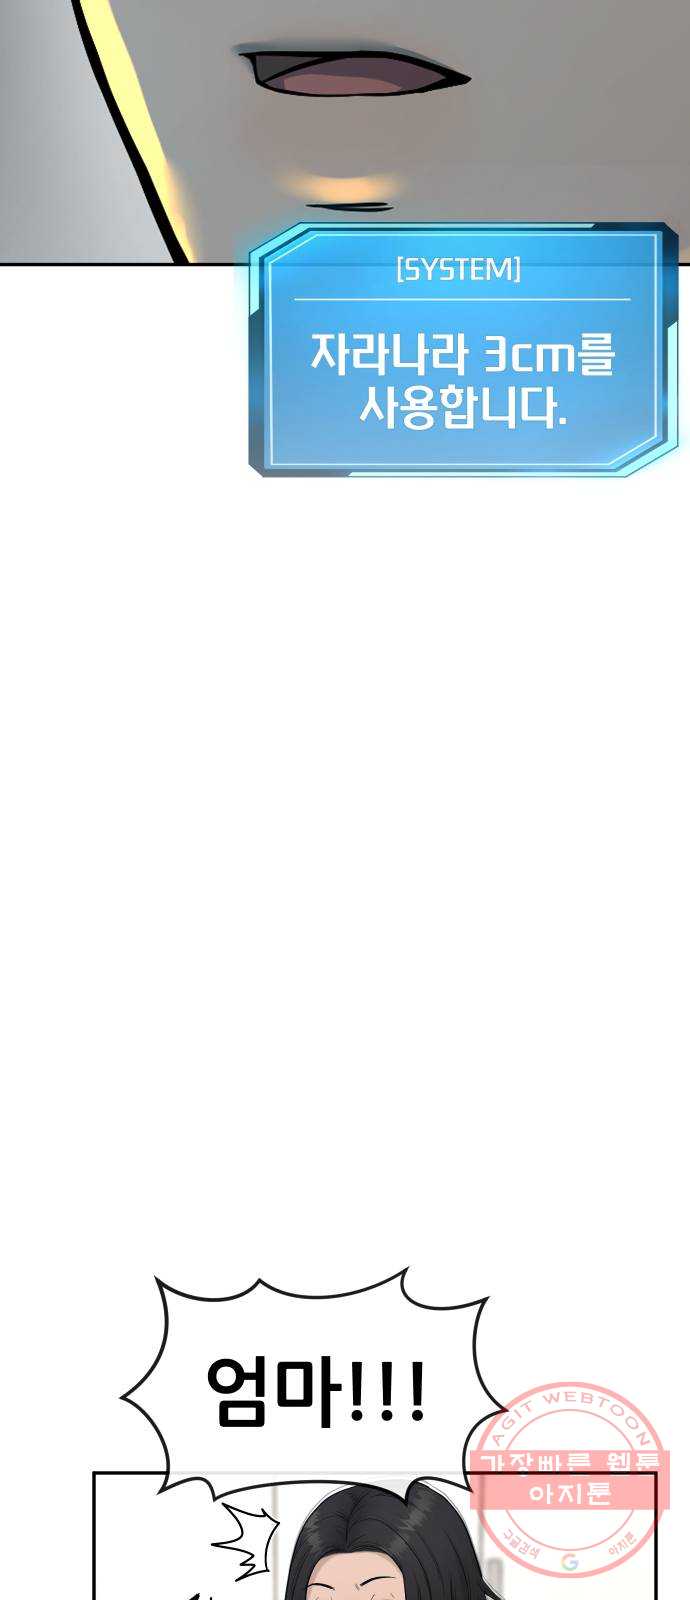 [SYSTEM]
자라나라 3cm를
사용합니다.
엄마!!!
AGIT WEBTOON
가장빠른 웹툰
아지툰
구글검색 G 아지툰